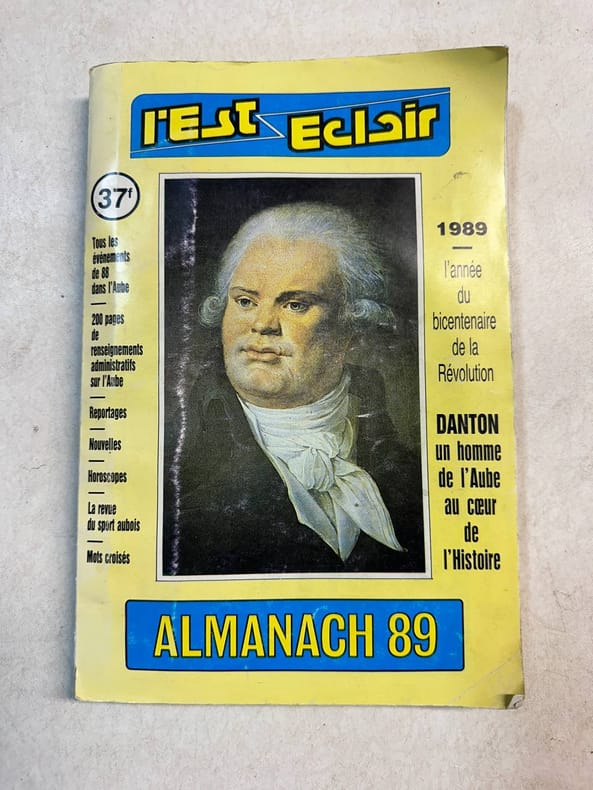 l'Est Eclair
37f
Tous les
événements
de 88
dans l'Aube
200 pages
de
renseignements
administratifs
sur l'Aube
Reportages
Nouvelles
Horoscopes
La revue
du sport aubois
Mots croisés
1989
l'année
du
bicentenaire
de la
Révolution
DANTON
un homme
de l'Aube
au cœur
de
l'Histoire
ALMANACH 89